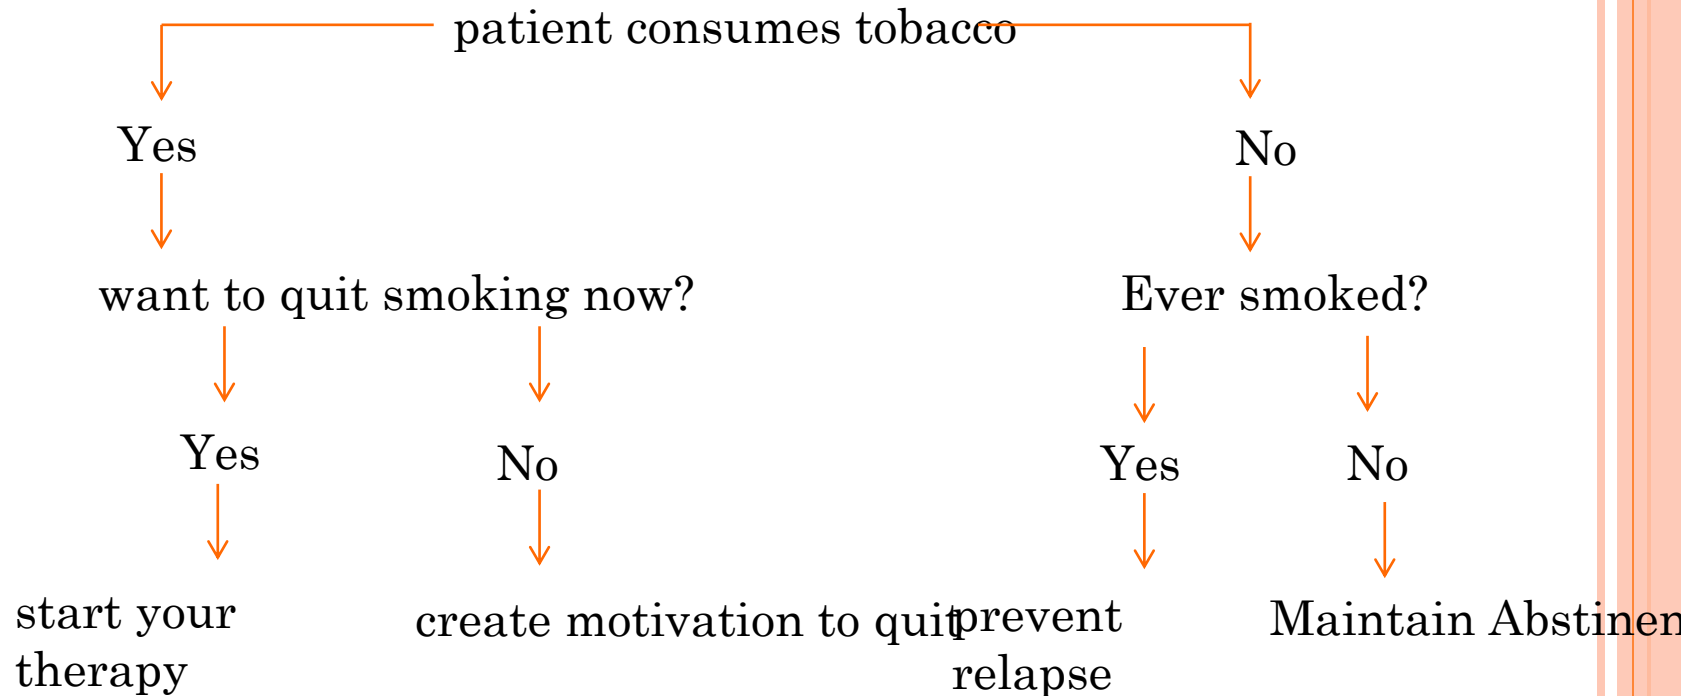 patient consumes tobacco
Yes
No
want to quit smoking now?
Ever smoked?
Yes
No
Yes
No
start your
therapy
create motivation to quit
prevent
relapse
Maintain Abstinen